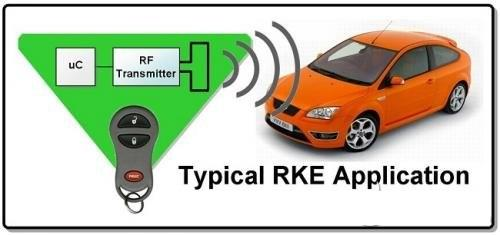 uC
RF
Transmitter
Typical RKE Application